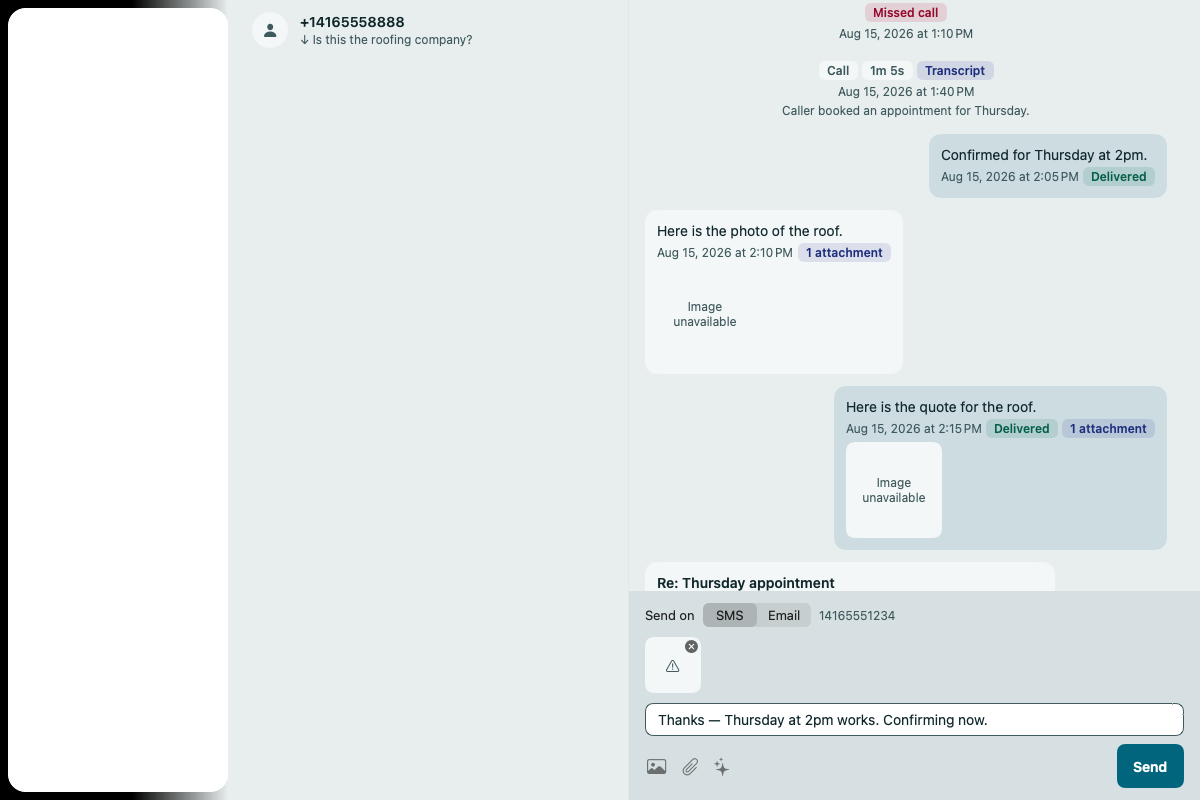 +14165558888
↓ Is this the roofing company?
Missed call
Aug 15, 2026 at 1:10 PM
Call 1m 5s Transcript
Aug 15, 2026 at 1:40 PM
Caller booked an appointment for Thursday.
Confirmed for Thursday at 2pm.
Aug 15, 2026 at 2:05 PM Delivered
Here is the photo of the roof.
Aug 15, 2026 at 2:10 PM 1 attachment
Image
unavailable
Here is the quote for the roof.
Aug 15, 2026 at 2:15 PM Delivered 1 attachment
Image
unavailable
Re: Thursday appointment
Send on SMS Email 14165551234
Thanks — Thursday at 2pm works. Confirming now.
Send